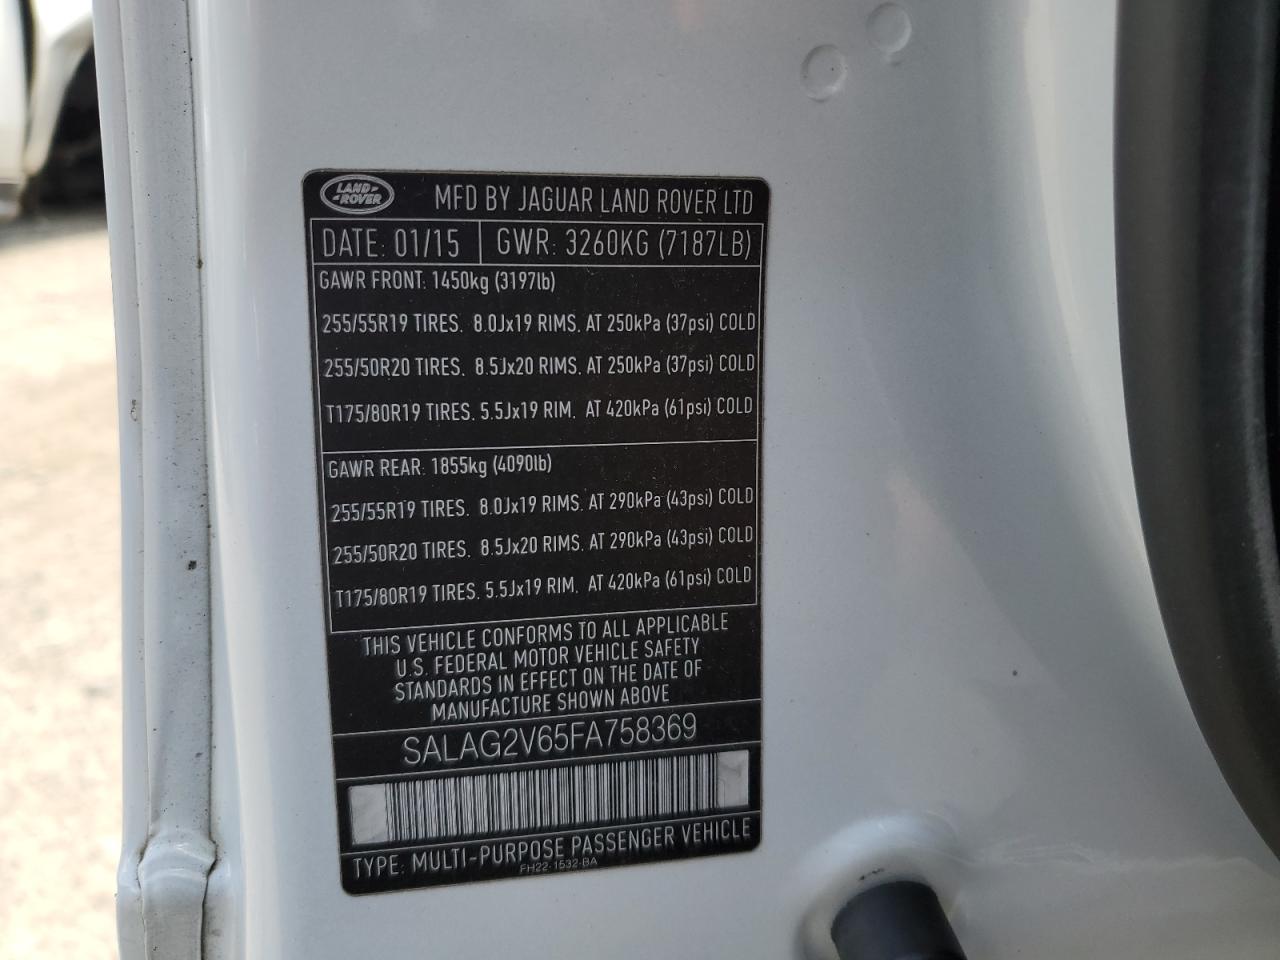 LAND-
-ROVER
MFD BY JAGUAR LAND ROVER LTD
DATE: 01/15 GWR: 3260KG (7187LB)
GAWR FRONT: 1450kg (3197lb)
255/55R19 TIRES. 8.0Jx19 RIMS. AT 250kPa (37psi) COLD
255/50R20 TIRES. 8.5Jx20 RIMS. AT 250kPa (37psi) COLD
T175/80R19 TIRES. 5.5Jx19 RIM. AT 420kPa (61psi) COLD
GAWR REAR: 1855kg (4090lb)
255/55R19 TIRES. 8.0Jx19 RIMS. AT 290kPa (43psi) COLD
255/50R20 TIRES. 8.5Jx20 RIMS. AT 290kPa (43psi) COLD
T175/80R19 TIRES. 5.5Jx19 RIM. AT 420kPa (61psi) COLD
THIS VEHICLE CONFORMS TO ALL APPLICABLE
U.S. FEDERAL MOTOR VEHICLE SAFETY
STANDARDS IN EFFECT ON THE DATE OF
MANUFACTURE SHOWN ABOVE
SALAG2V65FA758369
TYPE: MULTI-PURPOSE PASSENGER VEHICLE
FH22-1532-BA